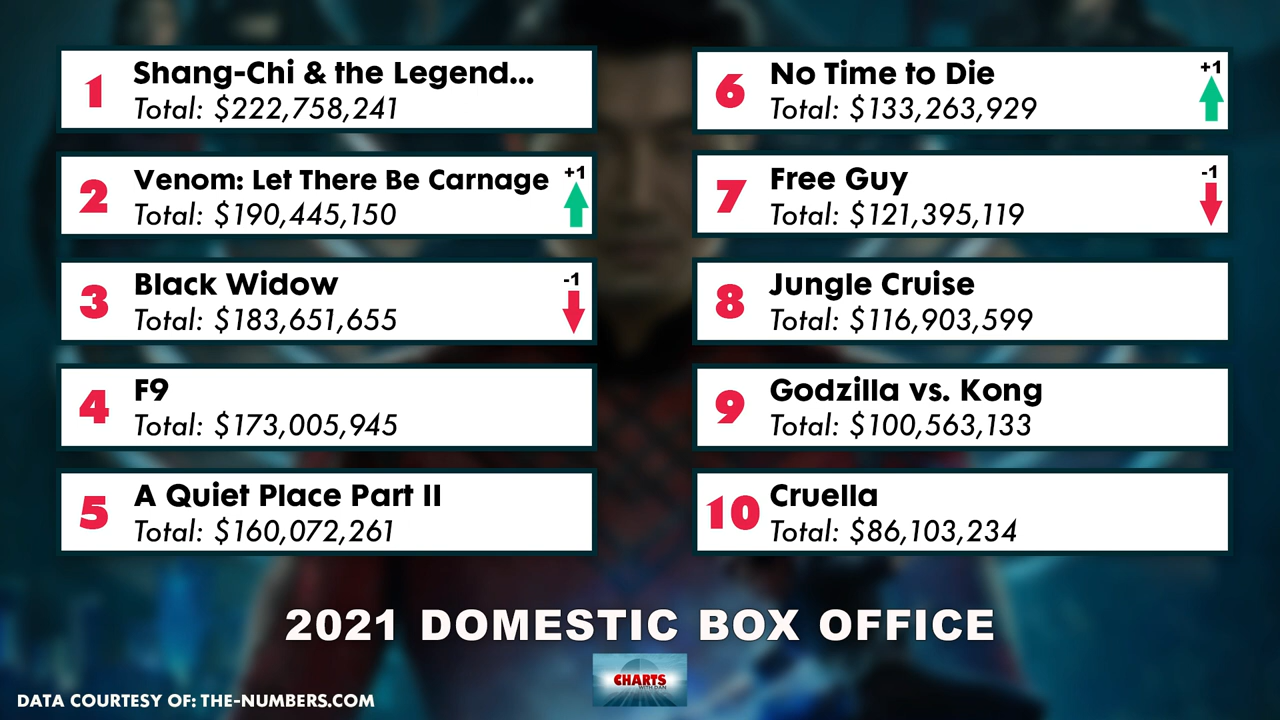 1
Shang-Chi & the Legend...
Total: $222,758,241
2
Venom: Let There Be Carnage
+1
Total: $190,445,150
3
Black Widow
-1
Total: $183,651,655
4
F9
Total: $173,005,945
5
A Quiet Place Part II
Total: $160,072,261
6
No Time to Die
+1
Total: $133,263,929
7
Free Guy
-1
Total: $121,395,119
8
Jungle Cruise
Total: $116,903,599
9
Godzilla vs. Kong
Total: $100,563,133
10
Cruella
Total: $86,103,234
2021 DOMESTIC BOX OFFICE
CHARTS
WITH DAN
DATA COURTESY OF: THE-NUMBERS.COM